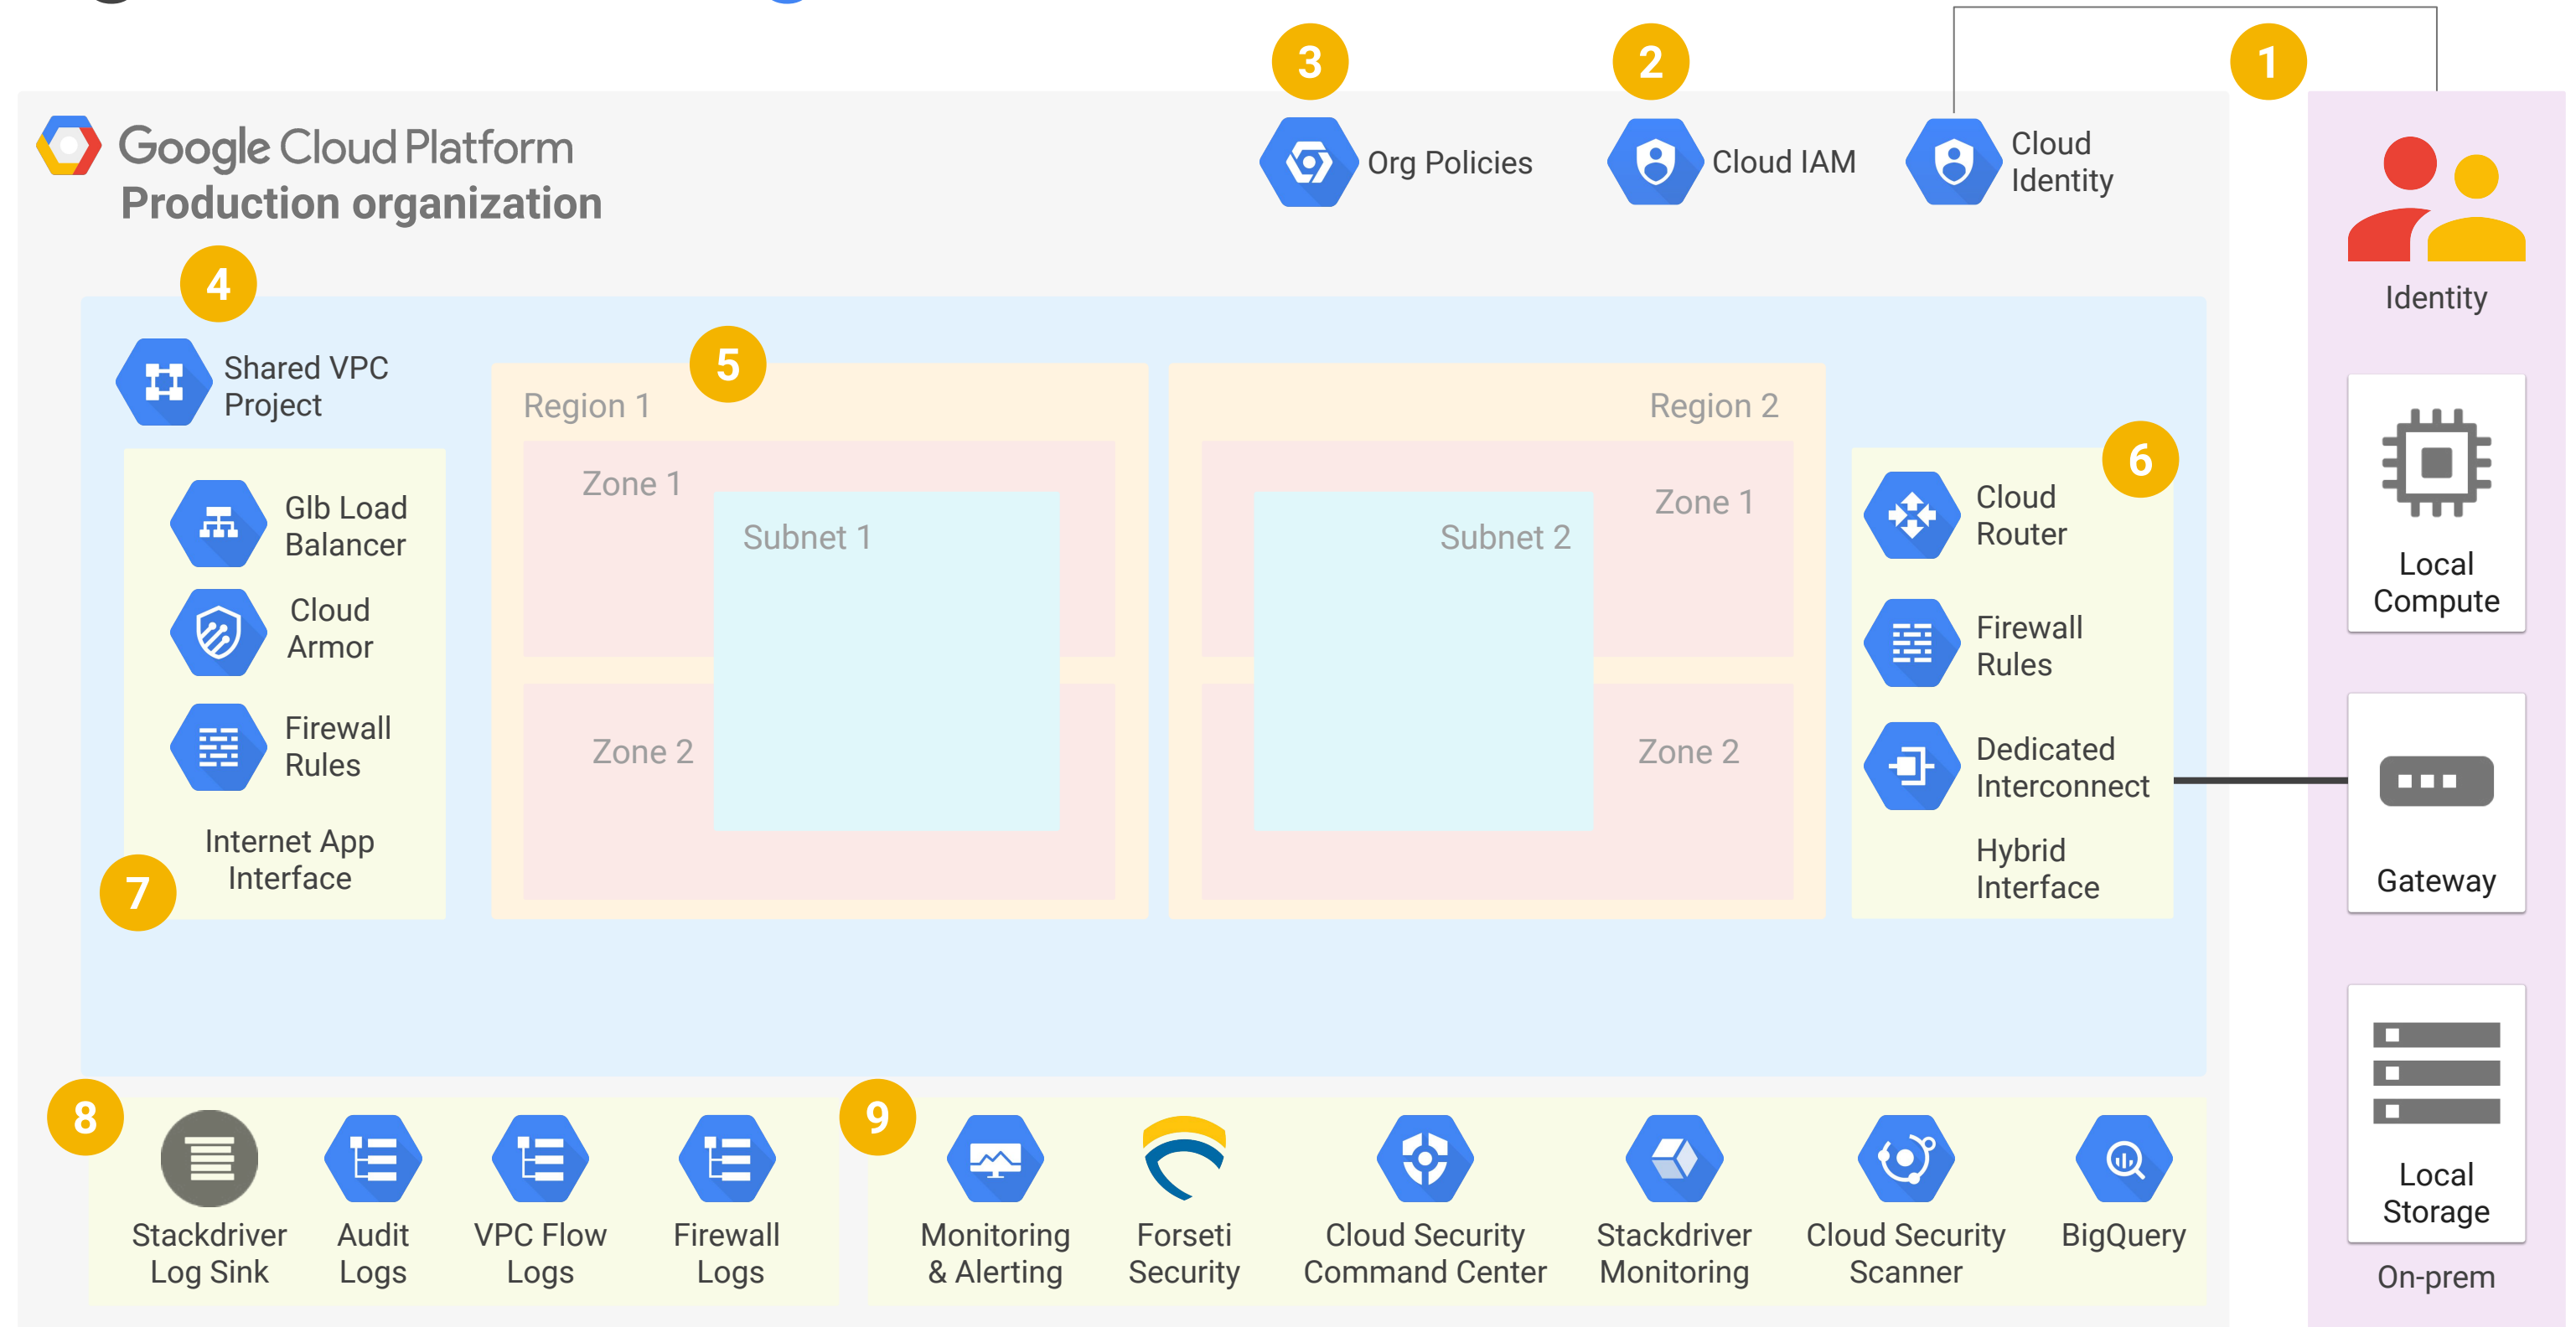 3
2
1
Google Cloud Platform
Production organization
Org Policies
Cloud IAM
Cloud
Identity
Identity
4
Shared VPC
Project
5
Region 1
Zone 1
Subnet 1
Zone 2
Region 2
Zone 1
Subnet 2
Zone 2
Glb Load
Balancer
Cloud
Armor
Firewall
Rules
Internet App
Interface
7
6
Cloud
Router
Firewall
Rules
Dedicated
Interconnect
Hybrid
Interface
Local
Compute
Gateway
Local
Storage
On-prem
8
Stackdriver
Log Sink
Audit
Logs
VPC Flow
Logs
Firewall
Logs
9
Monitoring
& Alerting
Forseti
Security
Cloud Security
Command Center
Stackdriver
Monitoring
Cloud Security
Scanner
BigQuery